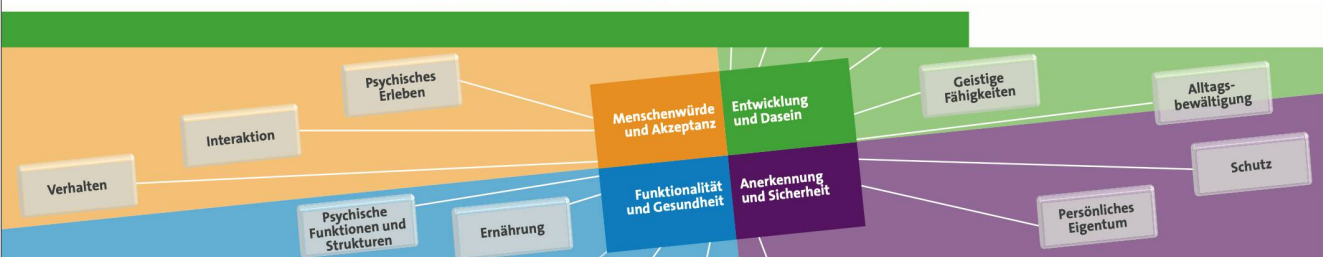 Psychisches
Erleben
Interaktion
Verhalten
Psychische
Funktionen und
Strukturen
Ernährung
Menschenwürde
und Akzeptanz
Entwicklung
und Dasein
Funktionalität
und Gesundheit
Anerkennung
und Sicherheit
Geistige
Fähigkeiten
Alltags-
bewältigung
Schutz
Persönliches
Eigentum